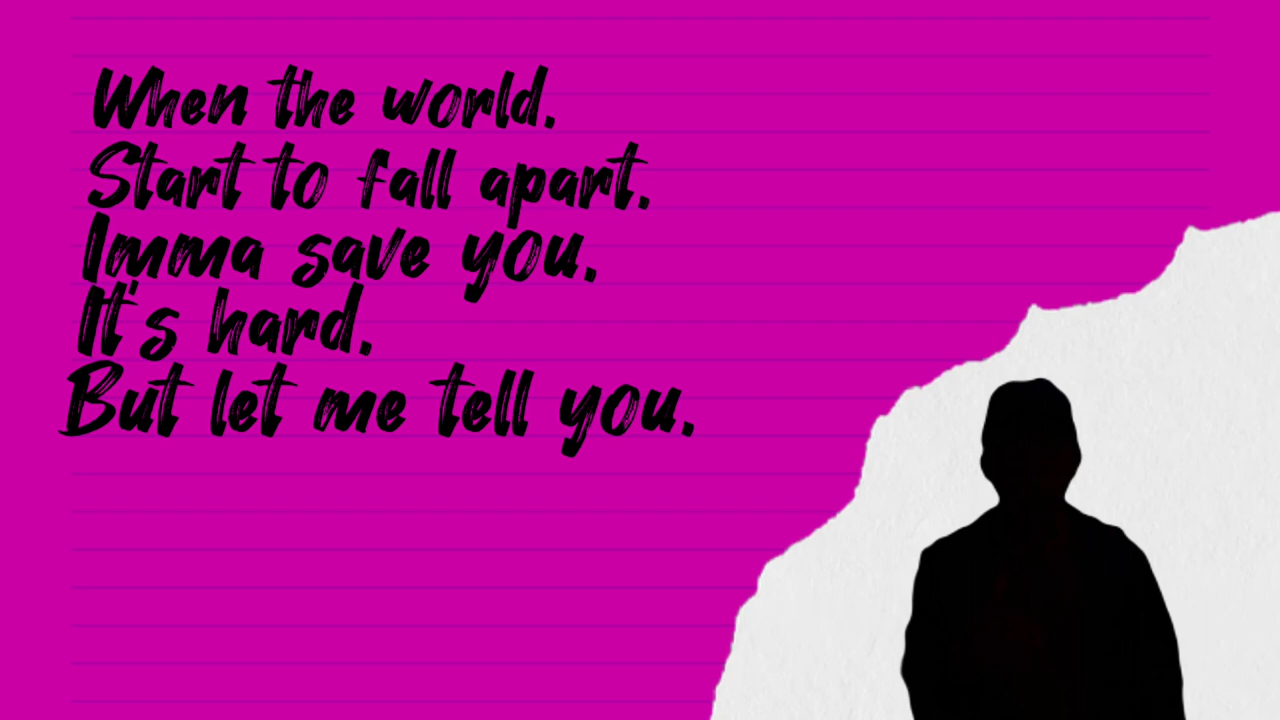 When the world.
Start to fall apart.
Imma save you.
It's hard.
But let me tell you.